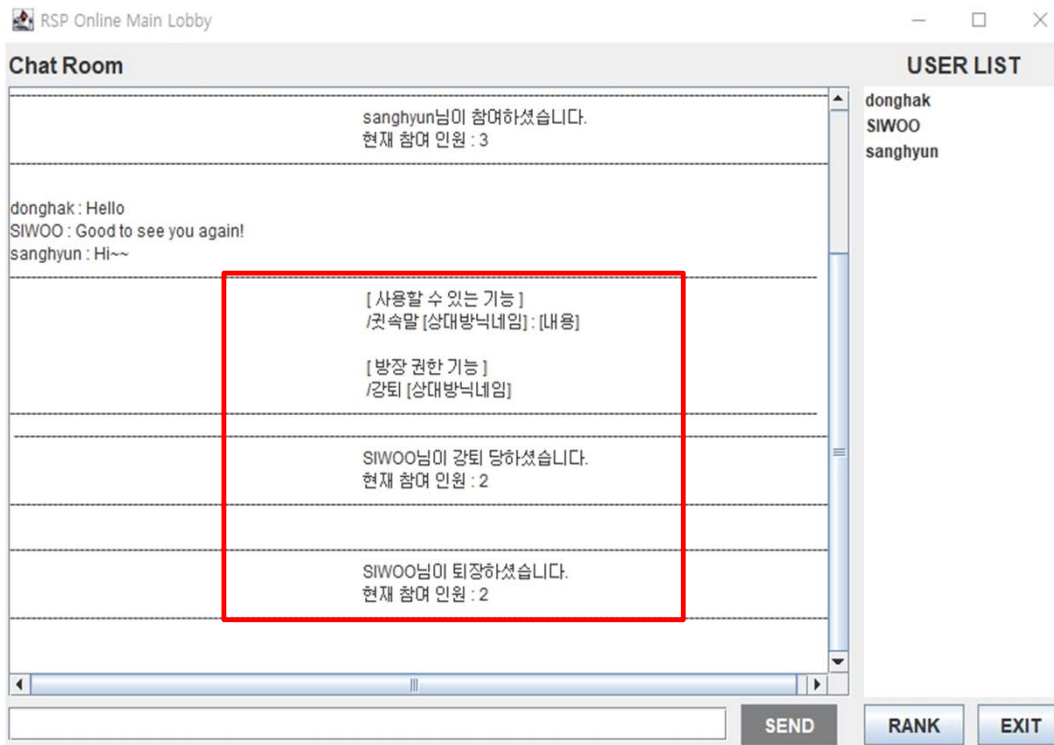 RSP Online Main Lobby
Chat Room
USER LIST
sanghyun님이 참여하셨습니다.
현재 참여 인원 : 3
donghak : Hello
SIWOO : Good to see you again!
sanghyun : Hi~~
[ 사용할 수 있는 기능 ]
/귓속말 [상대방닉네임] : [내용]
[ 방장 권한 기능 ]
/강퇴 [상대방닉네임]
SIWOO님이 강퇴 당하셨습니다.
현재 참여 인원 : 2
SIWOO님이 퇴장하셨습니다.
현재 참여 인원 : 2
donghak
SIWOO
sanghyun
SEND
RANK
EXIT